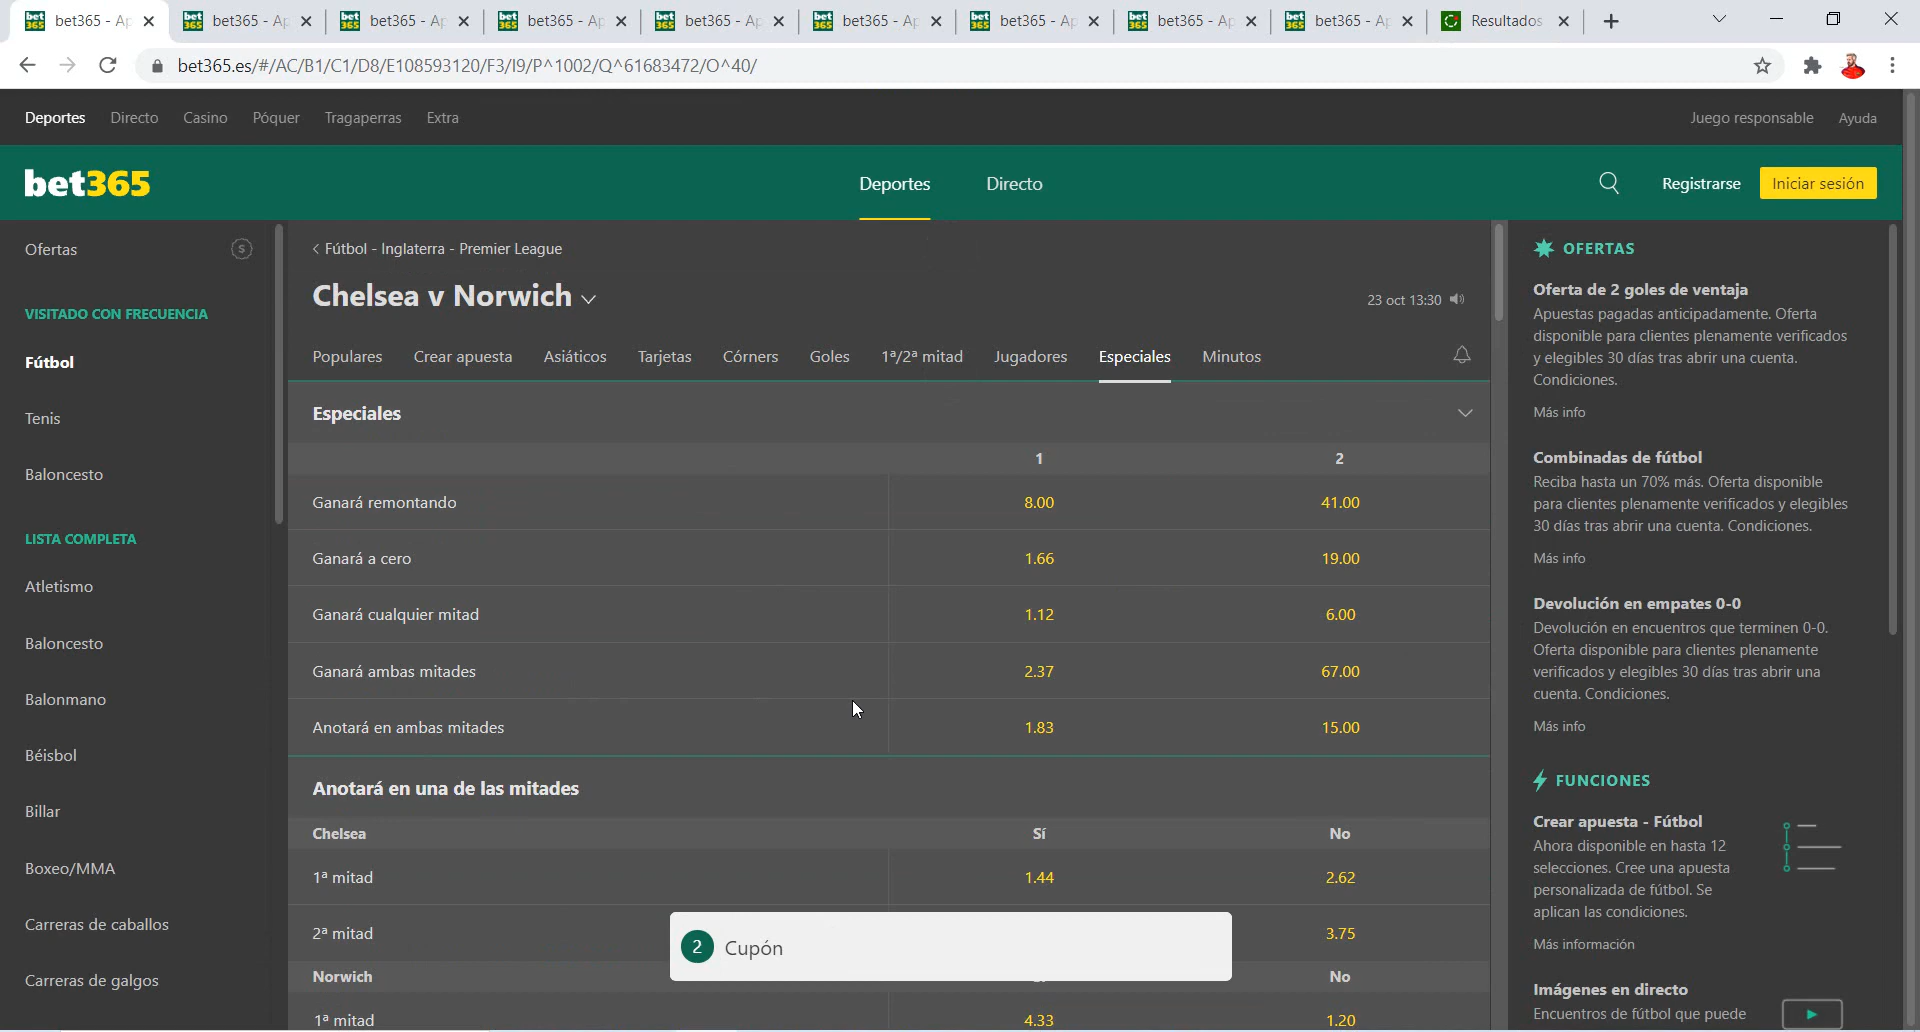 bet365 - Ap
bet365 - Ap
bet365 - Ap
bet365 - Ap
bet365 - Ap
bet365 - Ap
bet365 - Ap
bet365 - Ap
bet365 - Ap
Resultados
bet365.es/#/AC/B1/C1/D8/E108593120/F3/I9/P^1002/Q^61683472/O^40/
Deportes Directo Casino Póquer Tragaperras Extra
Juego responsable Ayuda
bet365
Deportes Directo
Registrarse Iniciar sesión
Ofertas
VISITADO CON FRECUENCIA
Fútbol
Tenis
Baloncesto
LISTA COMPLETA
Atletismo
Baloncesto
Balonmano
Béisbol
Billar
Boxeo/MMA
Carreras de caballos
Carreras de galgos
< Fútbol - Inglaterra - Premier League
Chelsea v Norwich
23 oct 13:30
Populares Crear apuesta Asiáticos Tarjetas Córners Goles 1ª/2ª mitad Jugadores Especiales Minutos
Especiales
1 2
Ganará remontando 8.00 41.00
Ganará a cero 1.66 19.00
Ganará cualquier mitad 1.12 6.00
Ganará ambas mitades 2.37 67.00
Anotará en ambas mitades 1.83 15.00
Anotará en una de las mitades
Chelsea Sí No
1ª mitad 1.44 2.62
2ª mitad 3.75
Norwich No
1ª mitad 4.33 1.20
2 Cupón
OFERTAS
Oferta de 2 goles de ventaja
Apuestas pagadas anticipadamente. Oferta
disponible para clientes plenamente verificados
y elegibles 30 días tras abrir una cuenta.
Condiciones.
Más info
Combinadas de fútbol
Reciba hasta un 70% más. Oferta disponible
para clientes plenamente verificados y elegibles
30 días tras abrir una cuenta. Condiciones.
Más info
Devolución en empates 0-0
Devolución en encuentros que terminen 0-0.
Oferta disponible para clientes plenamente
verificados y elegibles 30 días tras abrir una
cuenta. Condiciones.
Más info
FUNCIONES
Crear apuesta - Fútbol
Ahora disponible en hasta 12
selecciones. Cree una apuesta
personalizada de fútbol. Se
aplican las condiciones.
Más información
Imágenes en directo
Encuentros de fútbol que puede